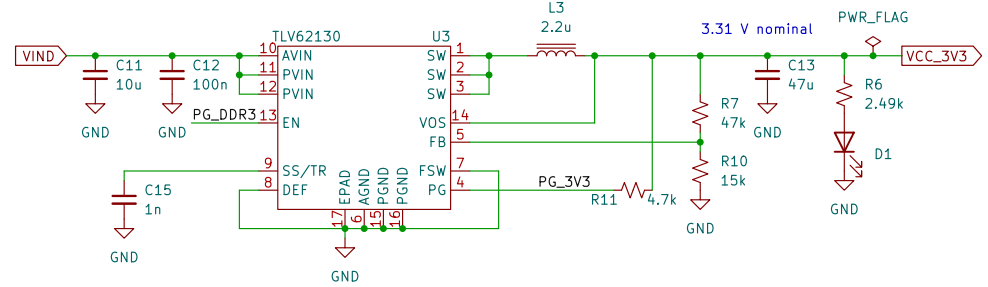 L3
2.2u
3.31 V nominal
PWR_FLAG
TLV62130
U3
VIND
VCC_3V3
C11
10u
C12
100n
10
AVIN
11
PVIN
12
PVIN
13
EN
PG_DDR3
9
SS/TR
8
DEF
SW
1
SW
2
SW
3
VOS
14
FB
5
FSW
7
PG
4
EPAD
AGND
PGND
PGND
17
6
15
16
GND
GND
C15
1n
GND
GND
PG_3V3
R11
4.7k
R7
47k
R10
15k
GND
C13
47u
GND
R6
2.49k
D1
GND